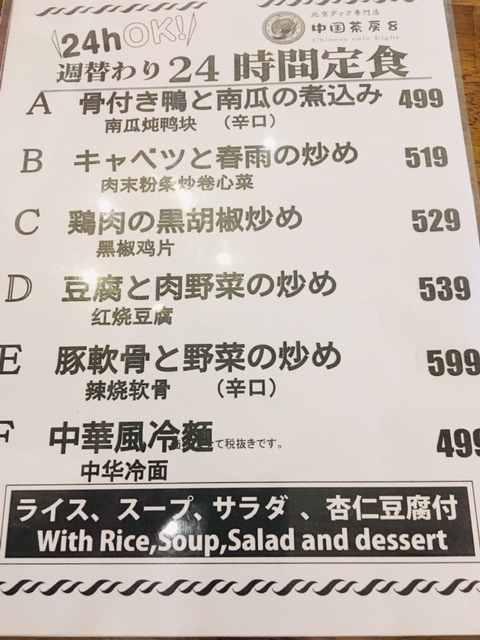 24h OK!
北京ダック専門店
中国茶房8
Chinese cafe Eight
週替わり24時間定食
A 骨付き鴨と南瓜の煮込み 499
南瓜炖鸭块 （辛口）
B キャベツと春雨の炒め 519
肉末粉条炒卷心菜
C 鶏肉の黒胡椒炒め 529
黑椒鸡片
D 豆腐と肉野菜の炒め 539
红烧豆腐
E 豚軟骨と野菜の炒め 599
辣烧软骨 （辛口）
F 中華風冷麵 499
て税抜きです。
中华冷面
ライス、スープ、サラダ 、杏仁豆腐付
With Rice,Soup,Salad and dessert